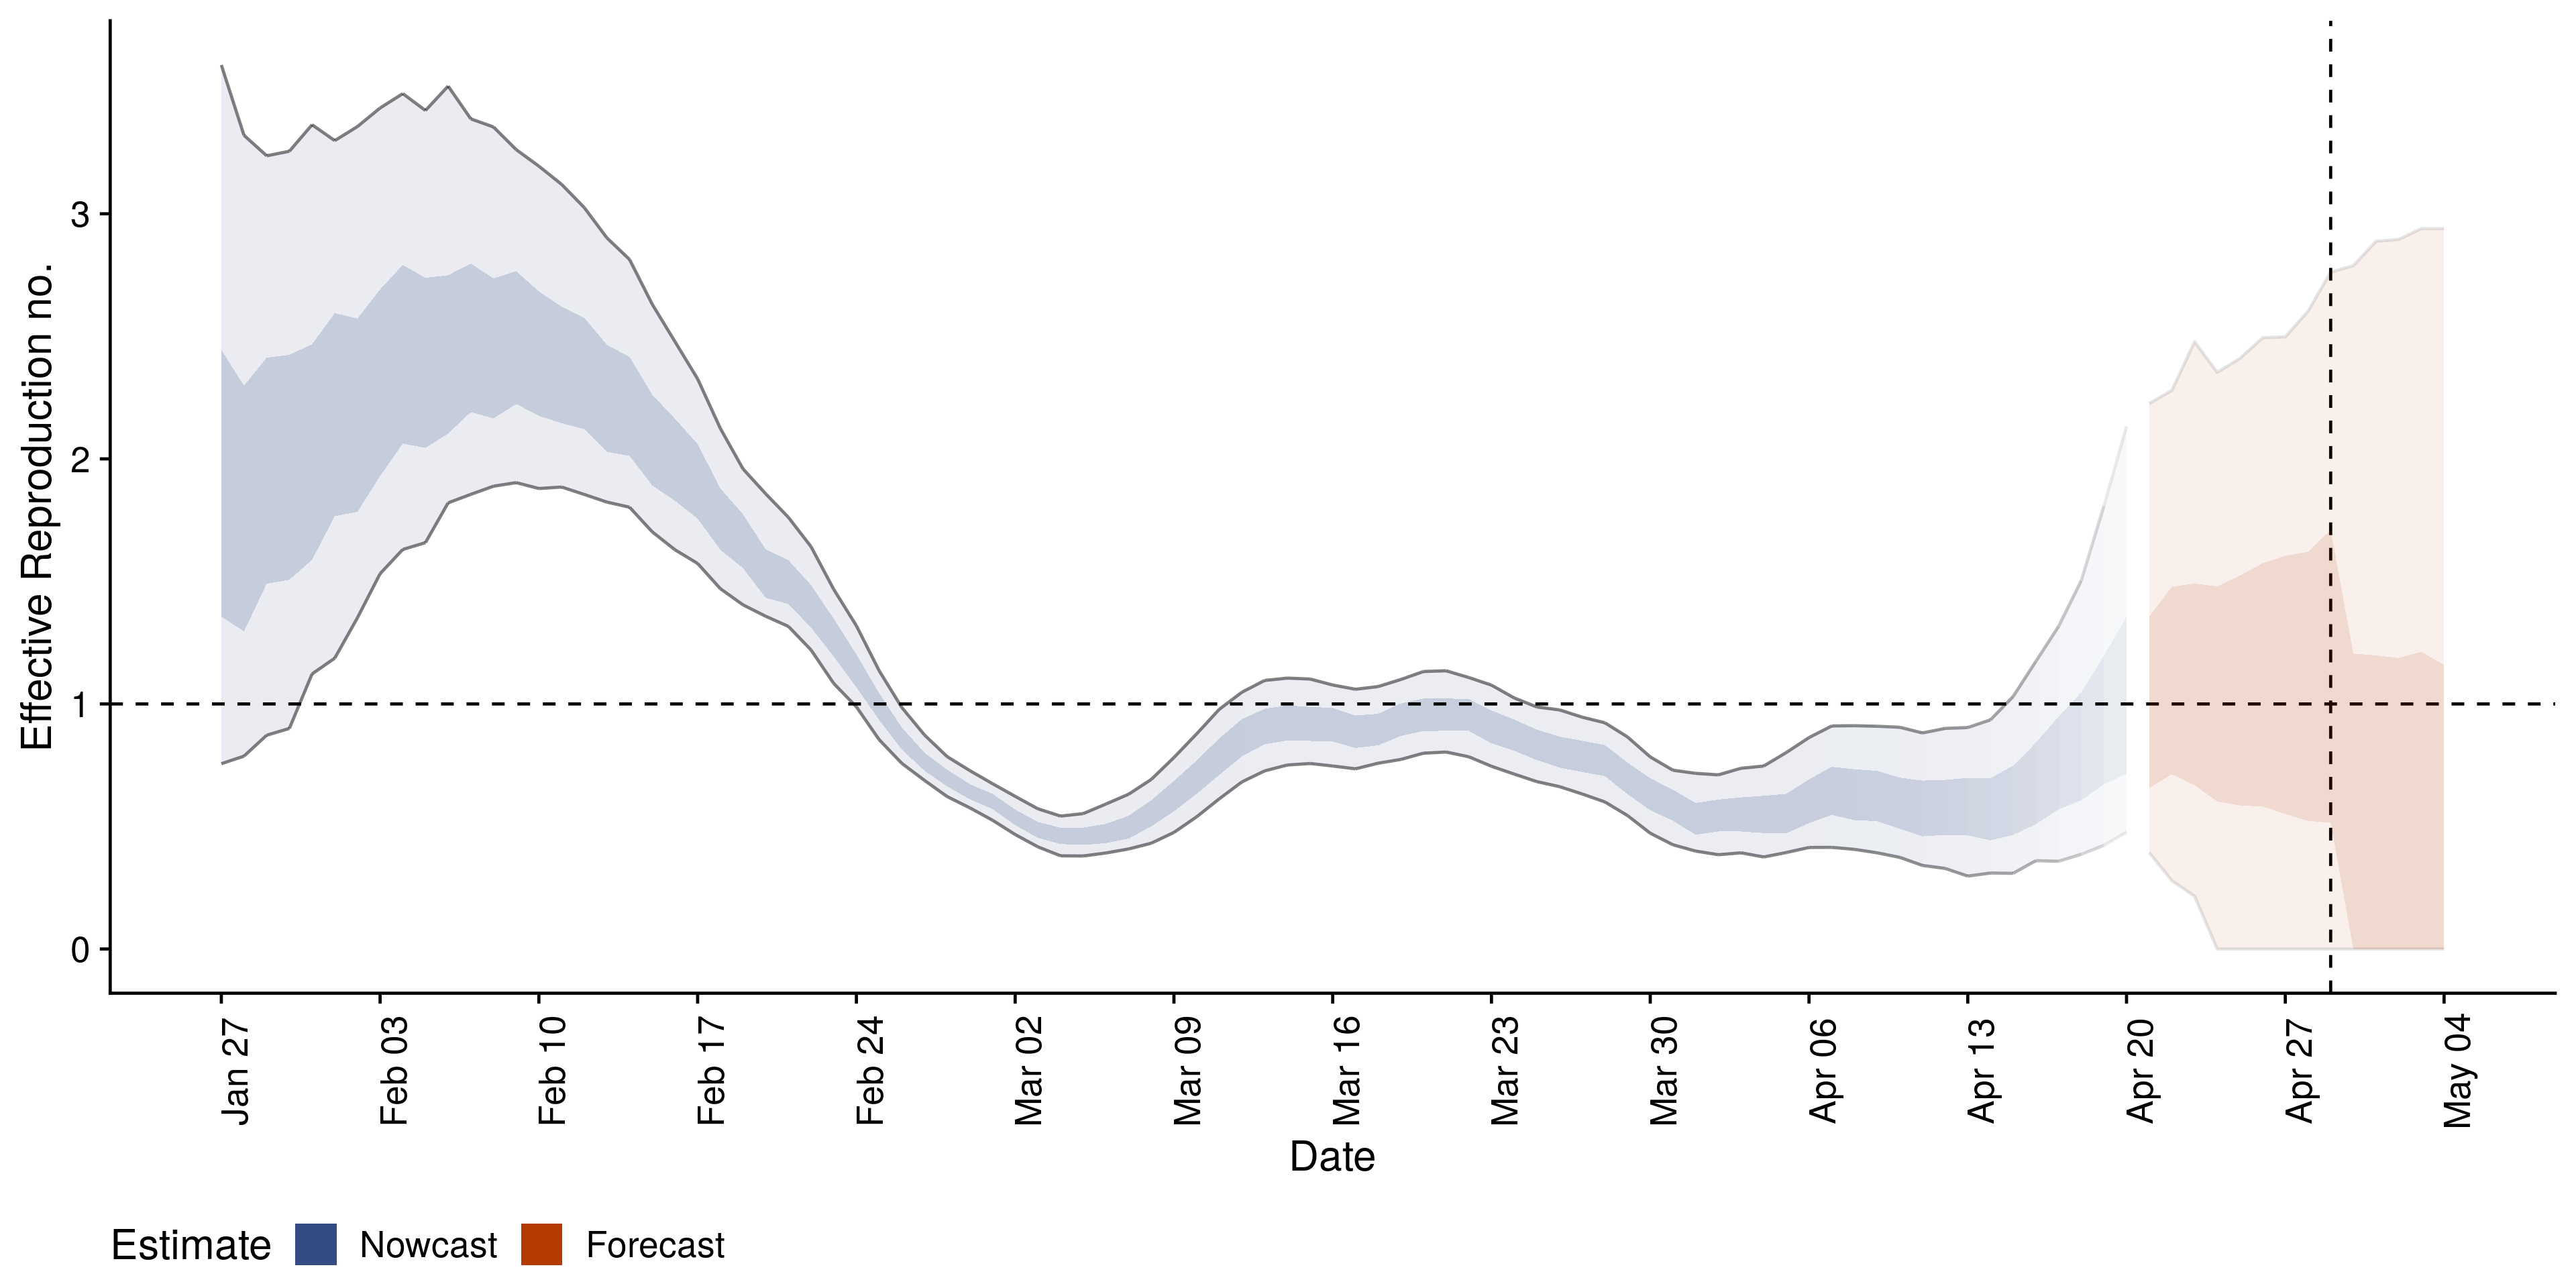 Effective Reproduction no.
3
2
1
0
Jan 27
Feb 03
Feb 10
Feb 17
Feb 24
Mar 02
Mar 09
Mar 16
Mar 23
Mar 30
Apr 06
Apr 13
Apr 20
Apr 27
May 04
Date
Estimate Nowcast Forecast